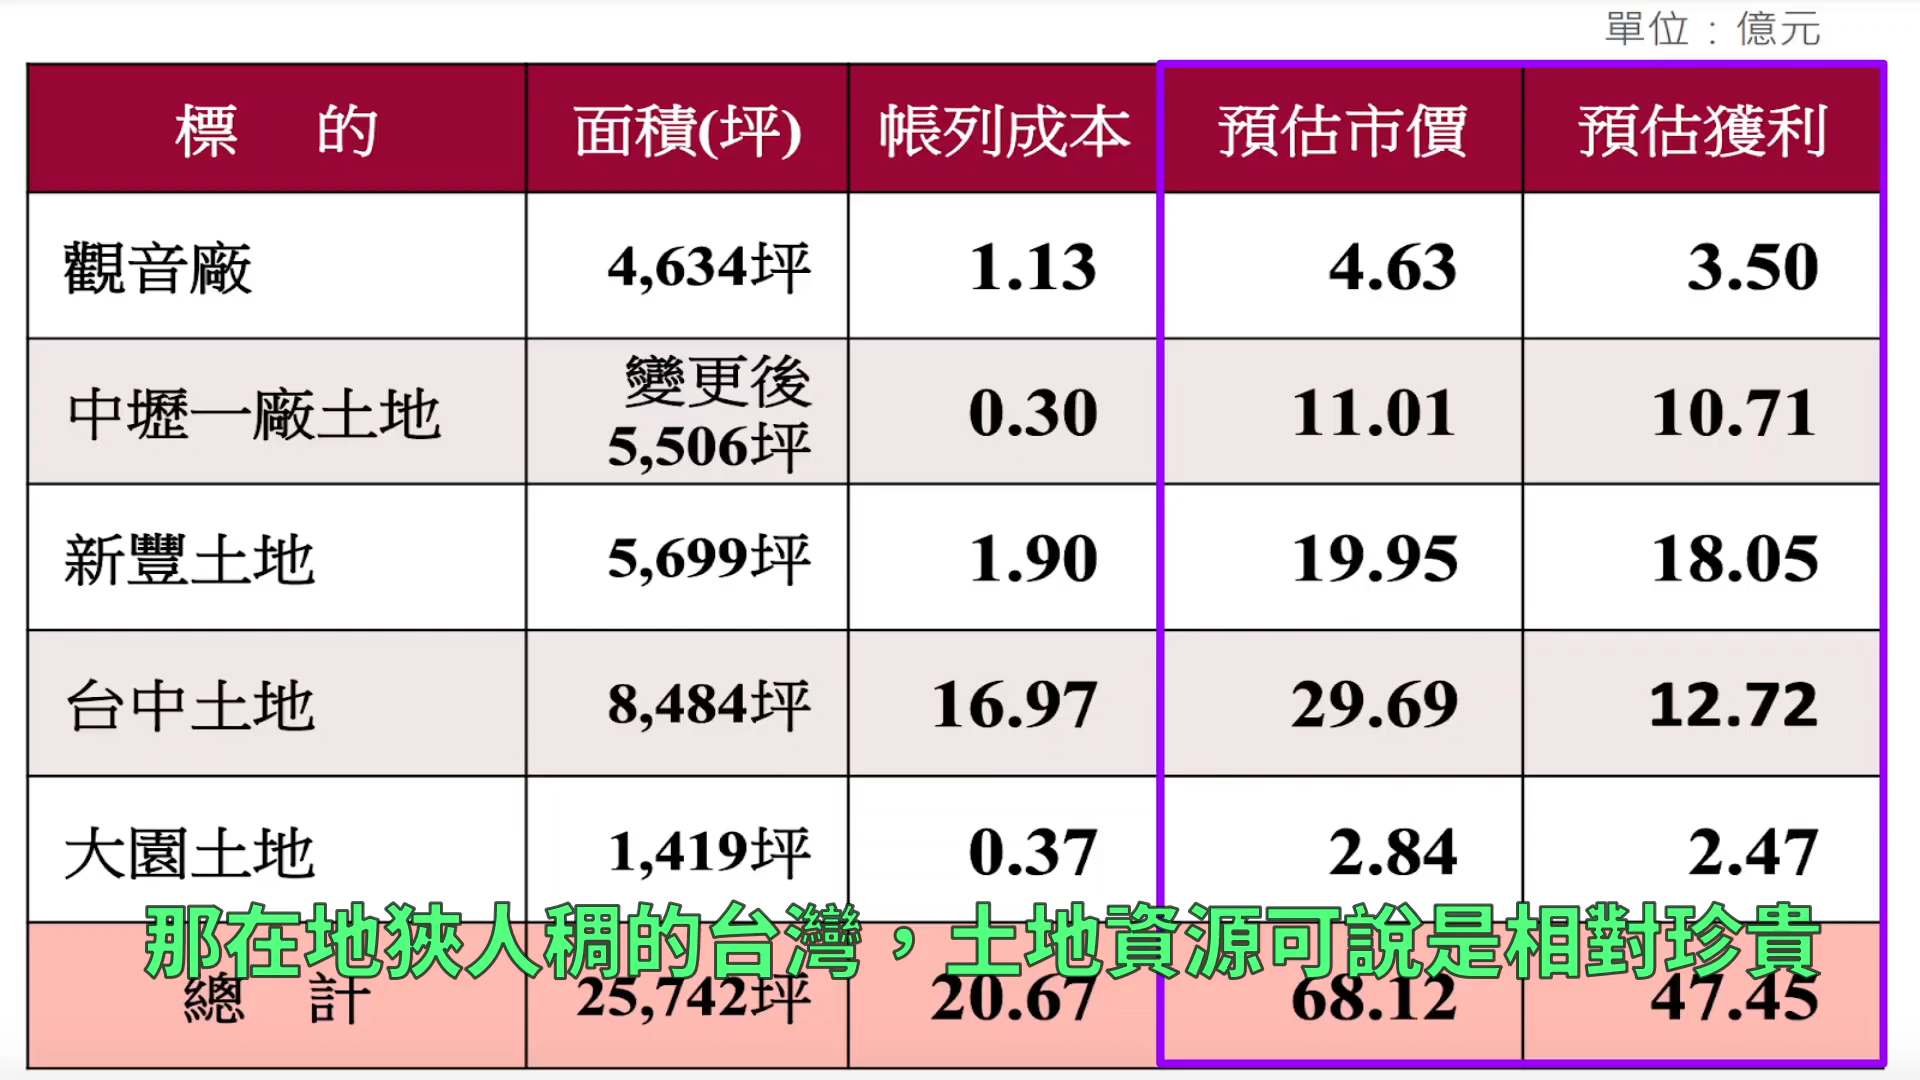 單位：億元
標 的 面積(坪) 帳列成本 預估市價 預估獲利
觀音廠 4,634坪 1.13 4.63 3.50
中壢一廠土地 變更後 5,506坪 0.30 11.01 10.71
新豐土地 5,699坪 1.90 19.95 18.05
台中土地 8,484坪 16.97 29.69 12.72
大園土地 1,419坪 0.37 2.84 2.47
那在地狹人稠的台灣，土地資源可說是相對珍貴
總 計 25,742坪 20.67 68.12 47.45